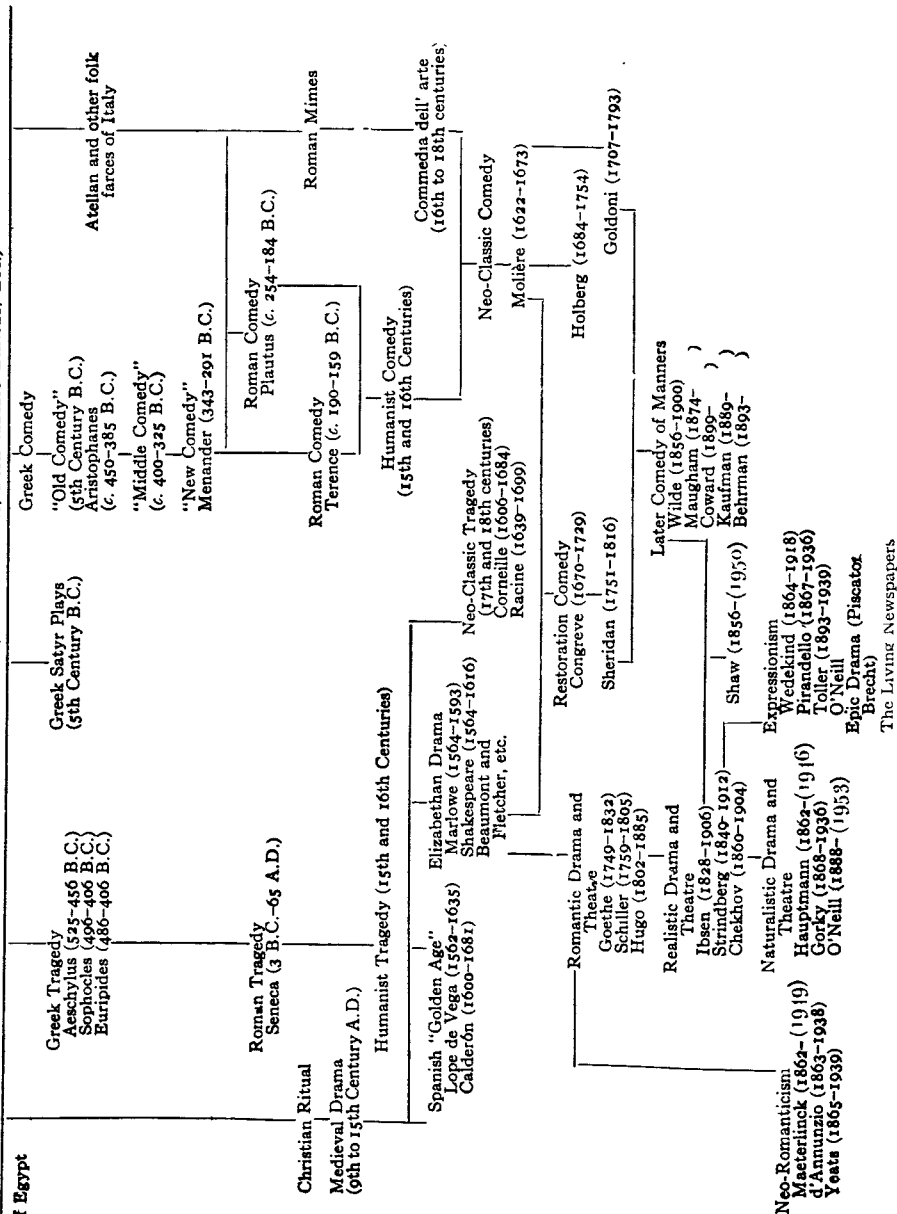 f Egypt
Greek Tragedy
Aeschylus (525–456 B.C.)
Sophocles (496–406 B.C.)
Euripides (486–406 B.C.)
Greek Satyr Plays
(5th Century B.C.)
Greek Comedy
"Old Comedy"
(5th Century B.C.)
Aristophanes
(c. 450–385 B.C.)
"Middle Comedy"
(c. 400–325 B.C.)
"New Comedy"
Menander (343–291 B.C.)
Atellan and other folk
farces of Italy
Roman Comedy
Plautus (c. 254–184 B.C.)
Roman Tragedy
Seneca (3 B.C.–65 A.D.)
Roman Comedy
Terence (c. 190–159 B.C.)
Roman Mimes
Christian Ritual
Medieval Drama
(9th to 15th Century A.D.)
Humanist Tragedy (15th and 16th Centuries)
Humanist Comedy
(15th and 16th Centuries)
Commedia dell' arte
(16th to 18th centuries)
Spanish "Golden Age"
Lope de Vega (1562–1635)
Calderón (1600–1681)
Elizabethan Drama
Marlowe (1564–1593)
Shakespeare (1564–1616)
Beaumont and
Fletcher, etc.
Neo-Classic Tragedy
(17th and 18th centuries)
Corneille (1606–1684)
Racine (1639–1699)
Neo-Classic Comedy
Molière (1622–1673)
Restoration Comedy
Congreve (1670–1729)
Sheridan (1751–1816)
Holberg (1684–1754)
Goldoni (1707–1793)
Romantic Drama and
Theatre
Goethe (1749–1832
Schiller (1759–1805)
Hugo (1802–1885)
Later Comedy of Manners
Wilde (1856–1900)
Maugham (1874– )
Coward (1899– )
Kaufman (1889– )
Behrman (1893– )
Realistic Drama and
Theatre
Ibsen (1828–1906)
Strindberg (1849–1912)
Chekhov (1860–1904)
Shaw (1856–(1950)
Neo-Romanticism
Maeterlinck (1862–(1919)
d'Annunzio (1863–1938)
Yeats (1865–1939)
Naturalistic Drama and
Theatre
Hauptmann (1862–(1916)
Gorky (1868–1936)
O'Neill (1888–(1953)
Expressionism
Wedekind (1864–1918)
Pirandello (1867–1936)
Toller (1893–1939)
O'Neill
Epic Drama (Piscator
Brecht)
The Living Newspapers